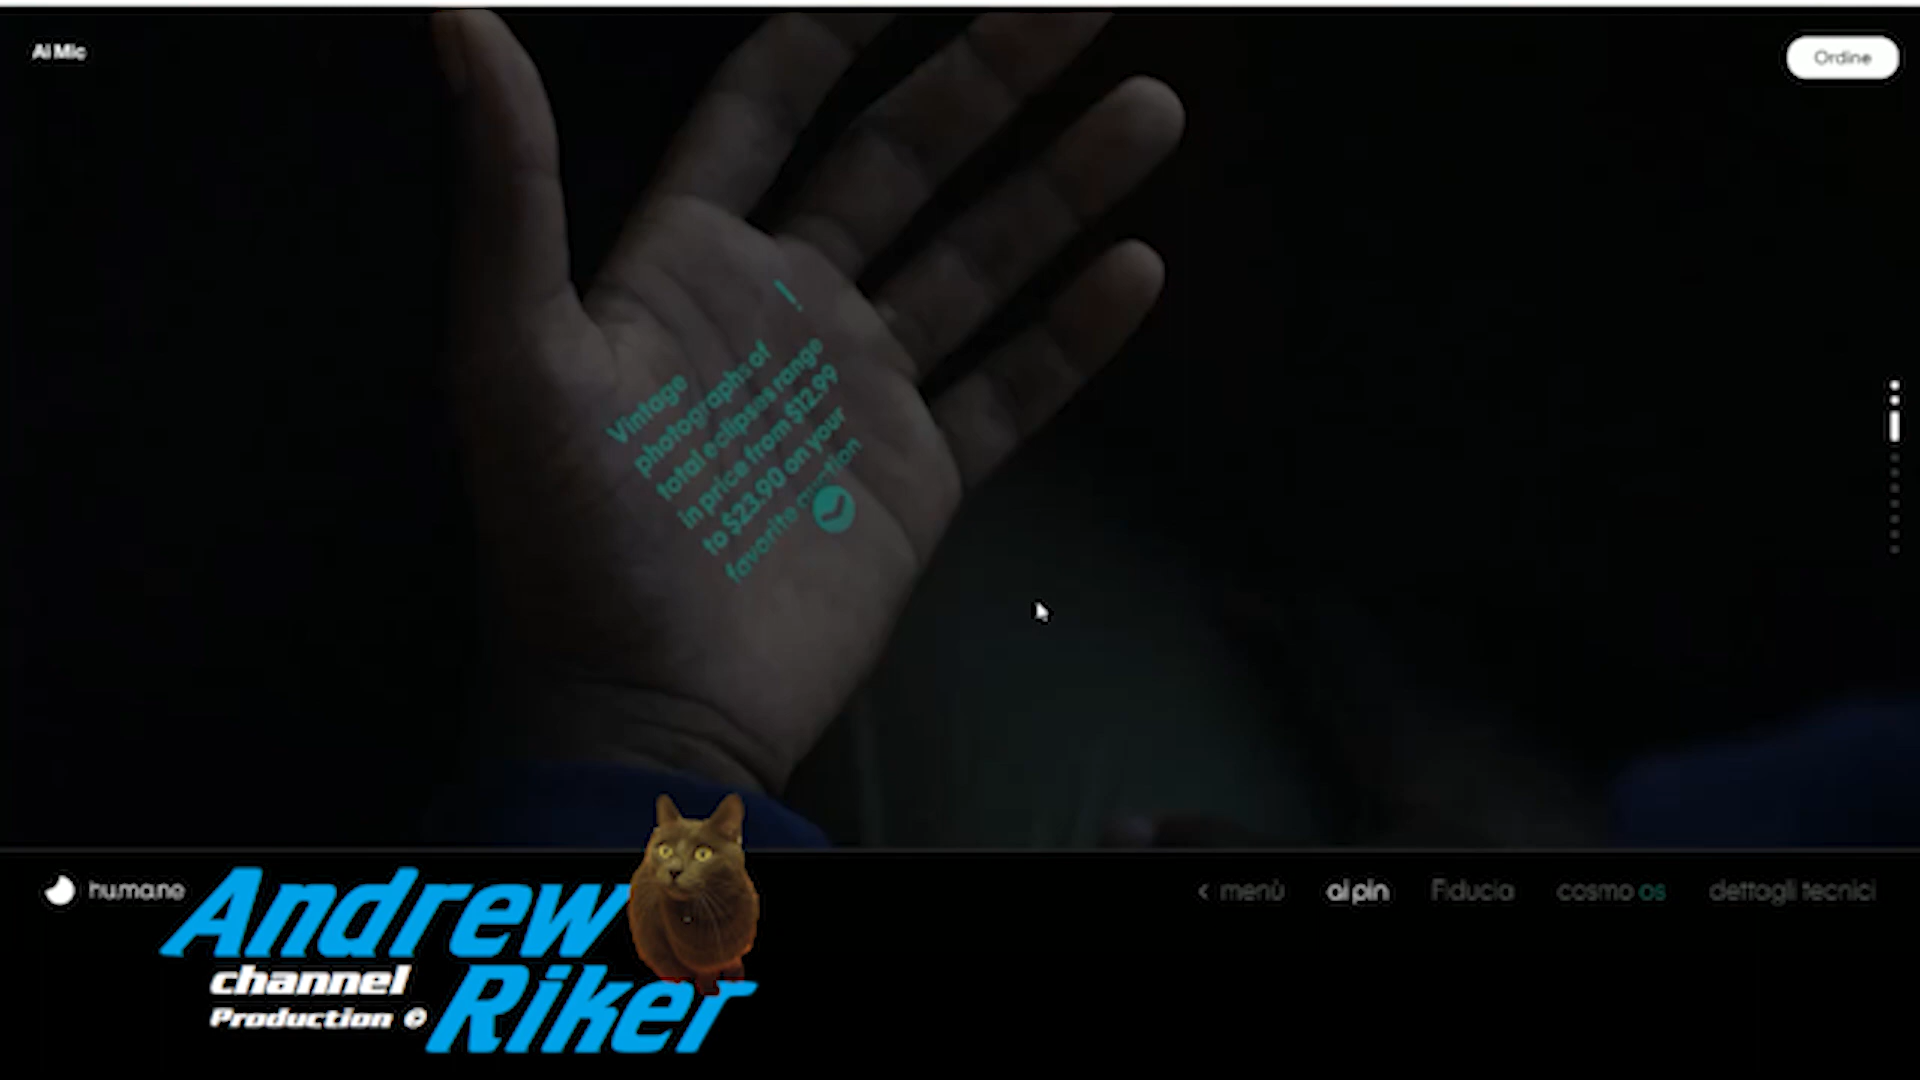 Ai Mic
Ordine
Vintage
photographs of
total eclipses range
in price from $12.99
to $23.90 on your
favorite auction
humane
< menù
ai pin
Fiducia
cosmo os
dettagli tecnici
Andrew
channel
Riker
Production ©